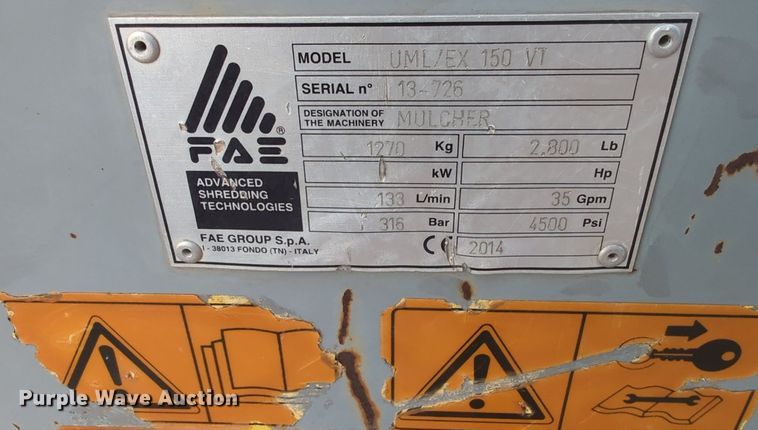 MODEL UML/EX 150 VT
SERIAL n° 13-726
DESIGNATION OF
THE MACHINERY MULCHER
1270 Kg 2.800 Lb
kW Hp
133 L/min 35 Gpm
316 Bar 4500 Psi
CE 2014
FAE ®
ADVANCED
SHREDDING
TECHNOLOGIES
FAE GROUP S.p.A.
I - 38013 FONDO (TN) - ITALY
Purple Wave Auction